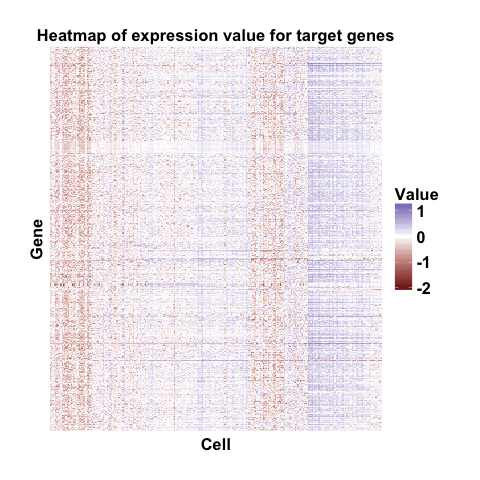 Heatmap of expression value for target genes
Gene
Value
1
0
-1
-2
Cell